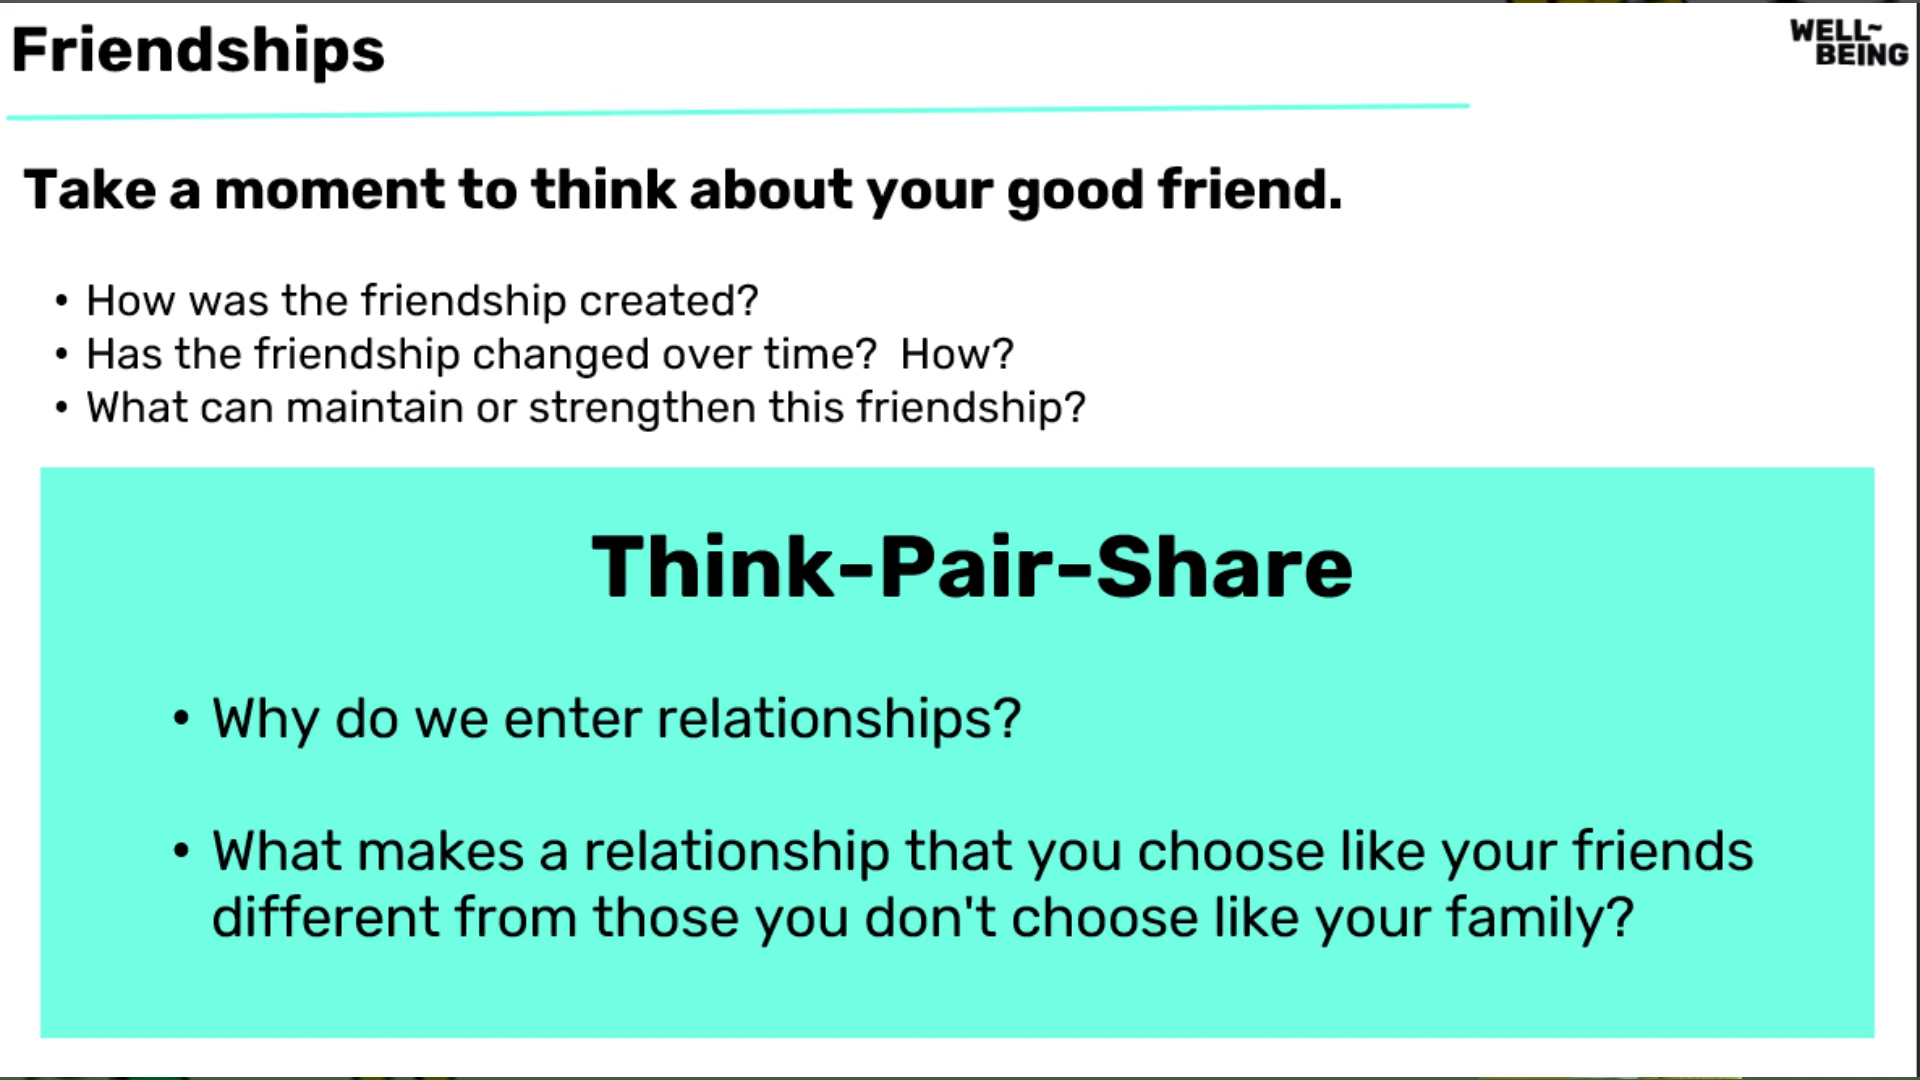 Friendships
WELL~
BEING
Take a moment to think about your good friend.
• How was the friendship created?
• Has the friendship changed over time?  How?
• What can maintain or strengthen this friendship?
Think-Pair-Share
• Why do we enter relationships?
• What makes a relationship that you choose like your friends
different from those you don't choose like your family?